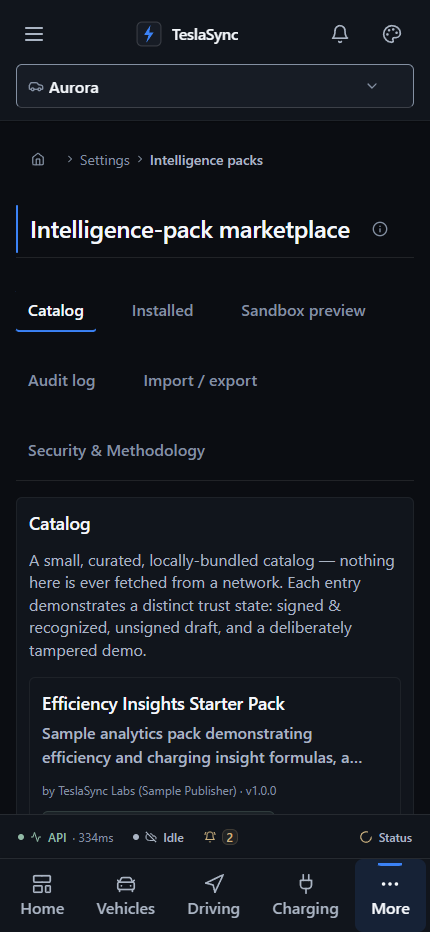 TeslaSync
Aurora
Settings
Intelligence packs
Intelligence-pack marketplace
Catalog
Installed
Sandbox preview
Audit log
Import / export
Security & Methodology
Catalog
A small, curated, locally-bundled catalog — nothing
here is ever fetched from a network. Each entry
demonstrates a distinct trust state: signed &
recognized, unsigned draft, and a deliberately
tampered demo.
Efficiency Insights Starter Pack
Sample analytics pack demonstrating
efficiency and charging insight formulas, a...
by TeslaSync Labs (Sample Publisher) · v1.0.0
API · 334ms
Idle
2
Status
Home
Vehicles
Driving
Charging
More